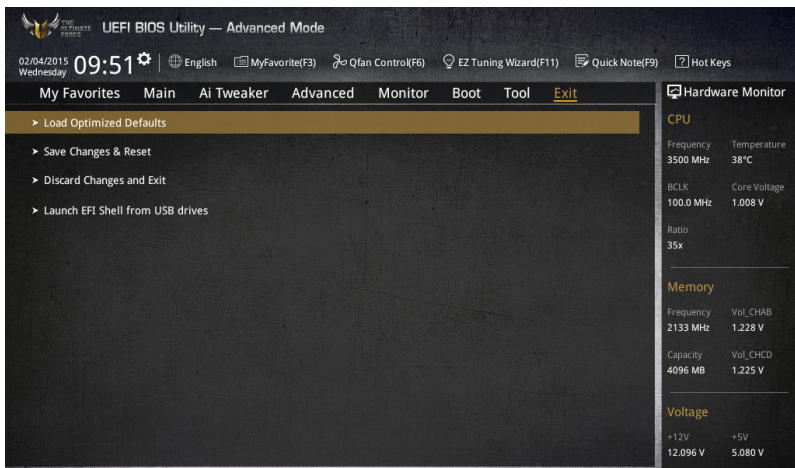 THE
ULTIMATE
FORCE
UEFI BIOS Utility — Advanced Mode
02/04/2015
Wednesday
09:51
English
MyFavorite(F3)
Qfan Control(F6)
EZ Tuning Wizard(F11)
Quick Note(F9)
? Hot Keys
My Favorites Main Ai Tweaker Advanced Monitor Boot Tool Exit
> Load Optimized Defaults
> Save Changes & Reset
> Discard Changes and Exit
> Launch EFI Shell from USB drives
Hardware Monitor
CPU
Frequency Temperature
3500 MHz 38°C
BCLK Core Voltage
100.0 MHz 1.008 V
Ratio
35x
Memory
Frequency Vol_CHAB
2133 MHz 1.228 V
Capacity Vol_CHCD
4096 MB 1.225 V
Voltage
+12V +5V
12.096 V 5.080 V